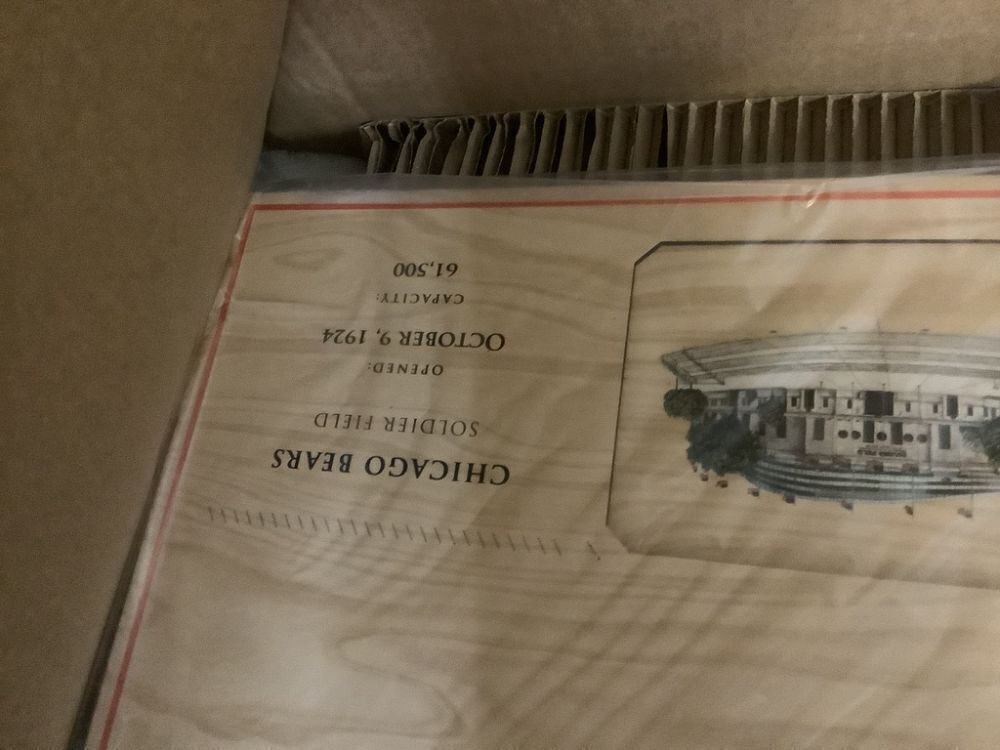 CHICAGO BEARS
SOLDIER FIELD
OPENED:
OCTOBER 9, 1924
CAPACITY:
61,500